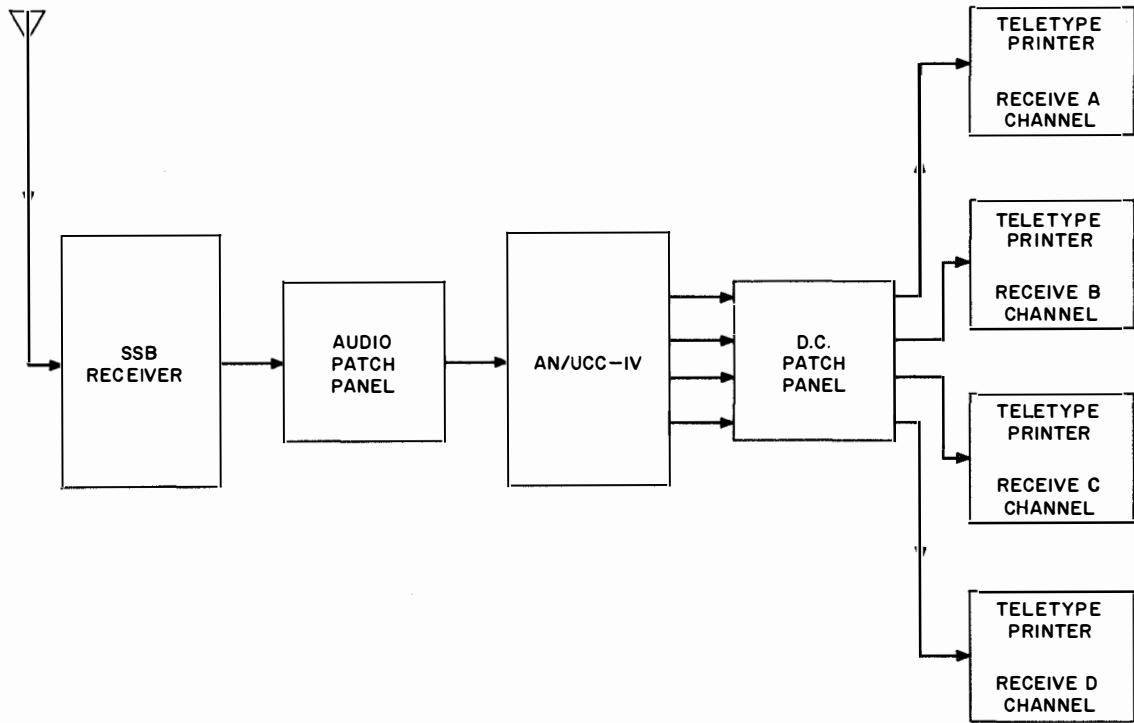 TELETYPE
PRINTER
RECEIVE A
CHANNEL
TELETYPE
PRINTER
RECEIVE B
CHANNEL
SSB
RECEIVER
AUDIO
PATCH
PANEL
AN/UCC-IV
D.C.
PATCH
PANEL
TELETYPE
PRINTER
RECEIVE C
CHANNEL
TELETYPE
PRINTER
RECEIVE D
CHANNEL